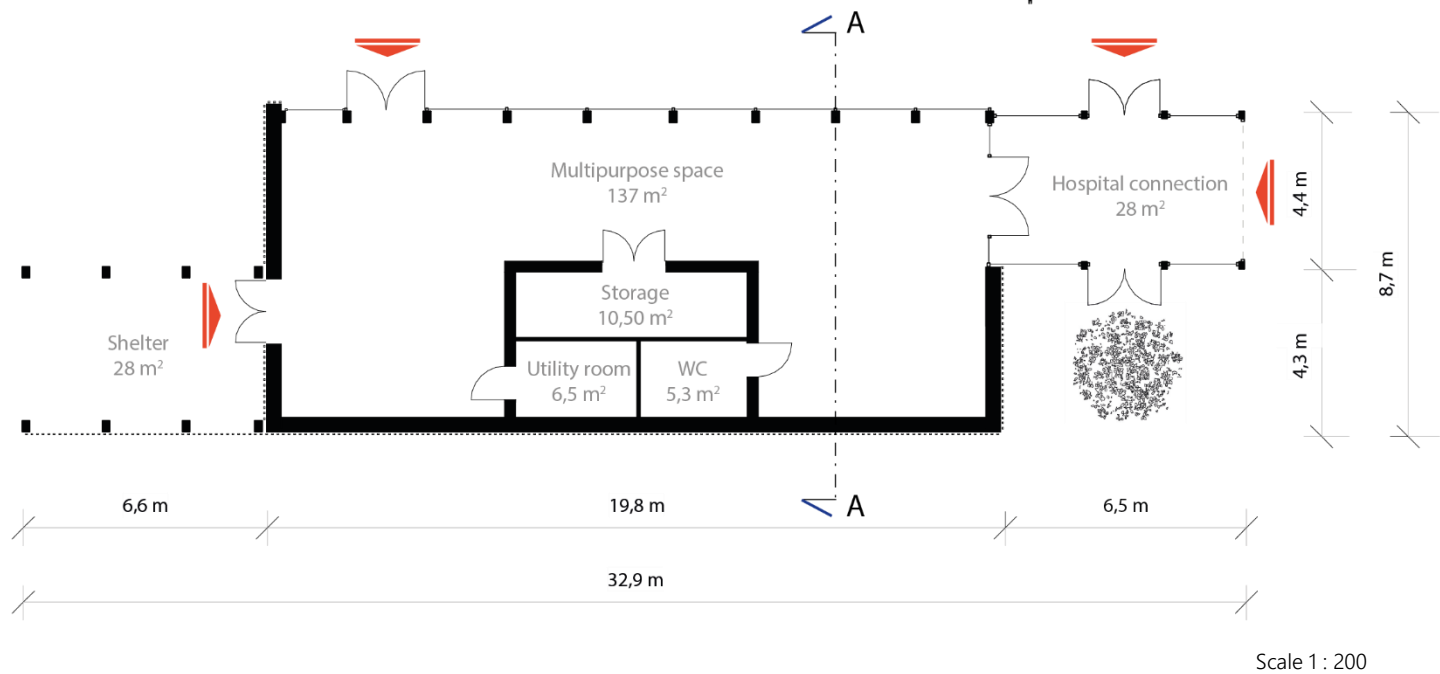 A
Multipurpose space
137 m²
Hospital connection
28 m²
4,4 m
8,7 m
Storage
10,50 m²
Shelter
28 m²
Utility room
6,5 m²
WC
5,3 m²
4,3 m
6,6 m
19,8 m
A
6,5 m
32,9 m
Scale 1 : 200